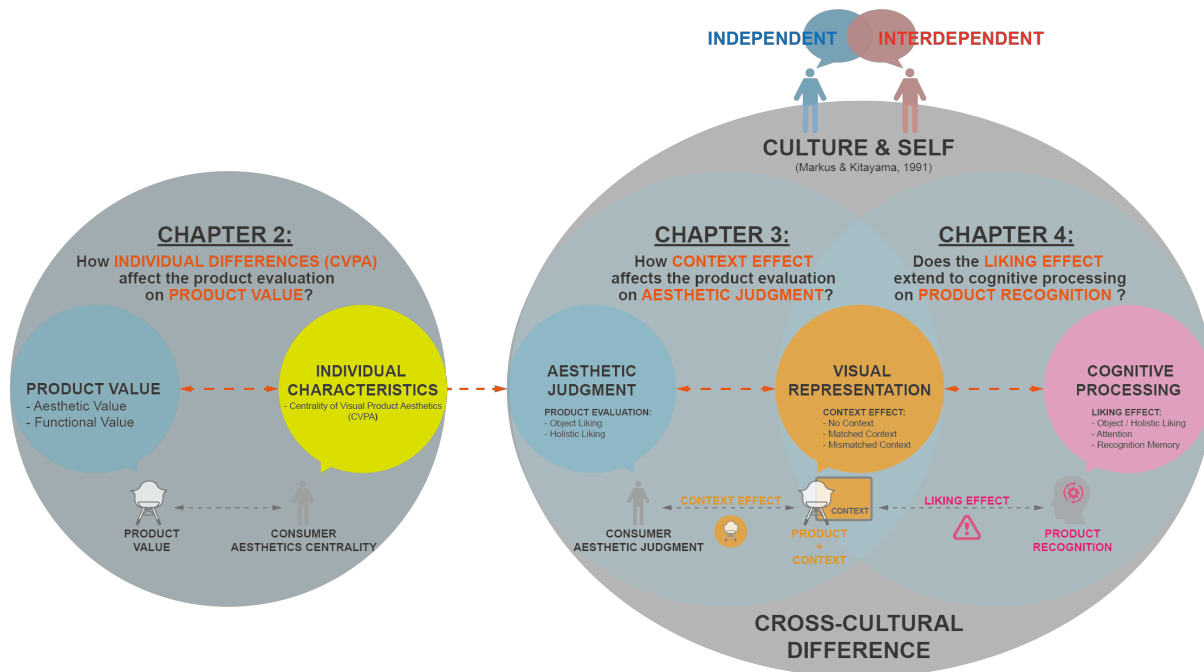 INDEPENDENT
INTERDEPENDENT
CULTURE & SELF
(Markus & Kitayama, 1991)
CHAPTER 2:
How INDIVIDUAL DIFFERENCES (CVPA)
affect the product evaluation
on PRODUCT VALUE?
PRODUCT VALUE
- Aesthetic Value
- Functional Value
INDIVIDUAL
CHARACTERISTICS
- Centrality of Visual Product Aesthetics
(CVPA)
PRODUCT
VALUE
CONSUMER
AESTHETICS CENTRALITY
CHAPTER 3:
How CONTEXT EFFECT
affects the product evaluation
on AESTHETIC JUDGMENT?
CHAPTER 4:
Does the LIKING EFFECT
extend to cognitive processing
on PRODUCT RECOGNITION ?
AESTHETIC
JUDGMENT
PRODUCT EVALUATION:
- Object Liking
- Holistic Liking
VISUAL
REPRESENTATION
CONTEXT EFFECT:
- No Context
- Matched Context
- Mismatched Context
COGNITIVE
PROCESSING
LIKING EFFECT:
- Object / Holistic Liking
- Attention
- Recognition Memory
CONSUMER
AESTHETIC JUDGMENT
CONTEXT EFFECT
CONTEXT
PRODUCT
+
CONTEXT
LIKING EFFECT
PRODUCT
RECOGNITION
CROSS-CULTURAL
DIFFERENCE